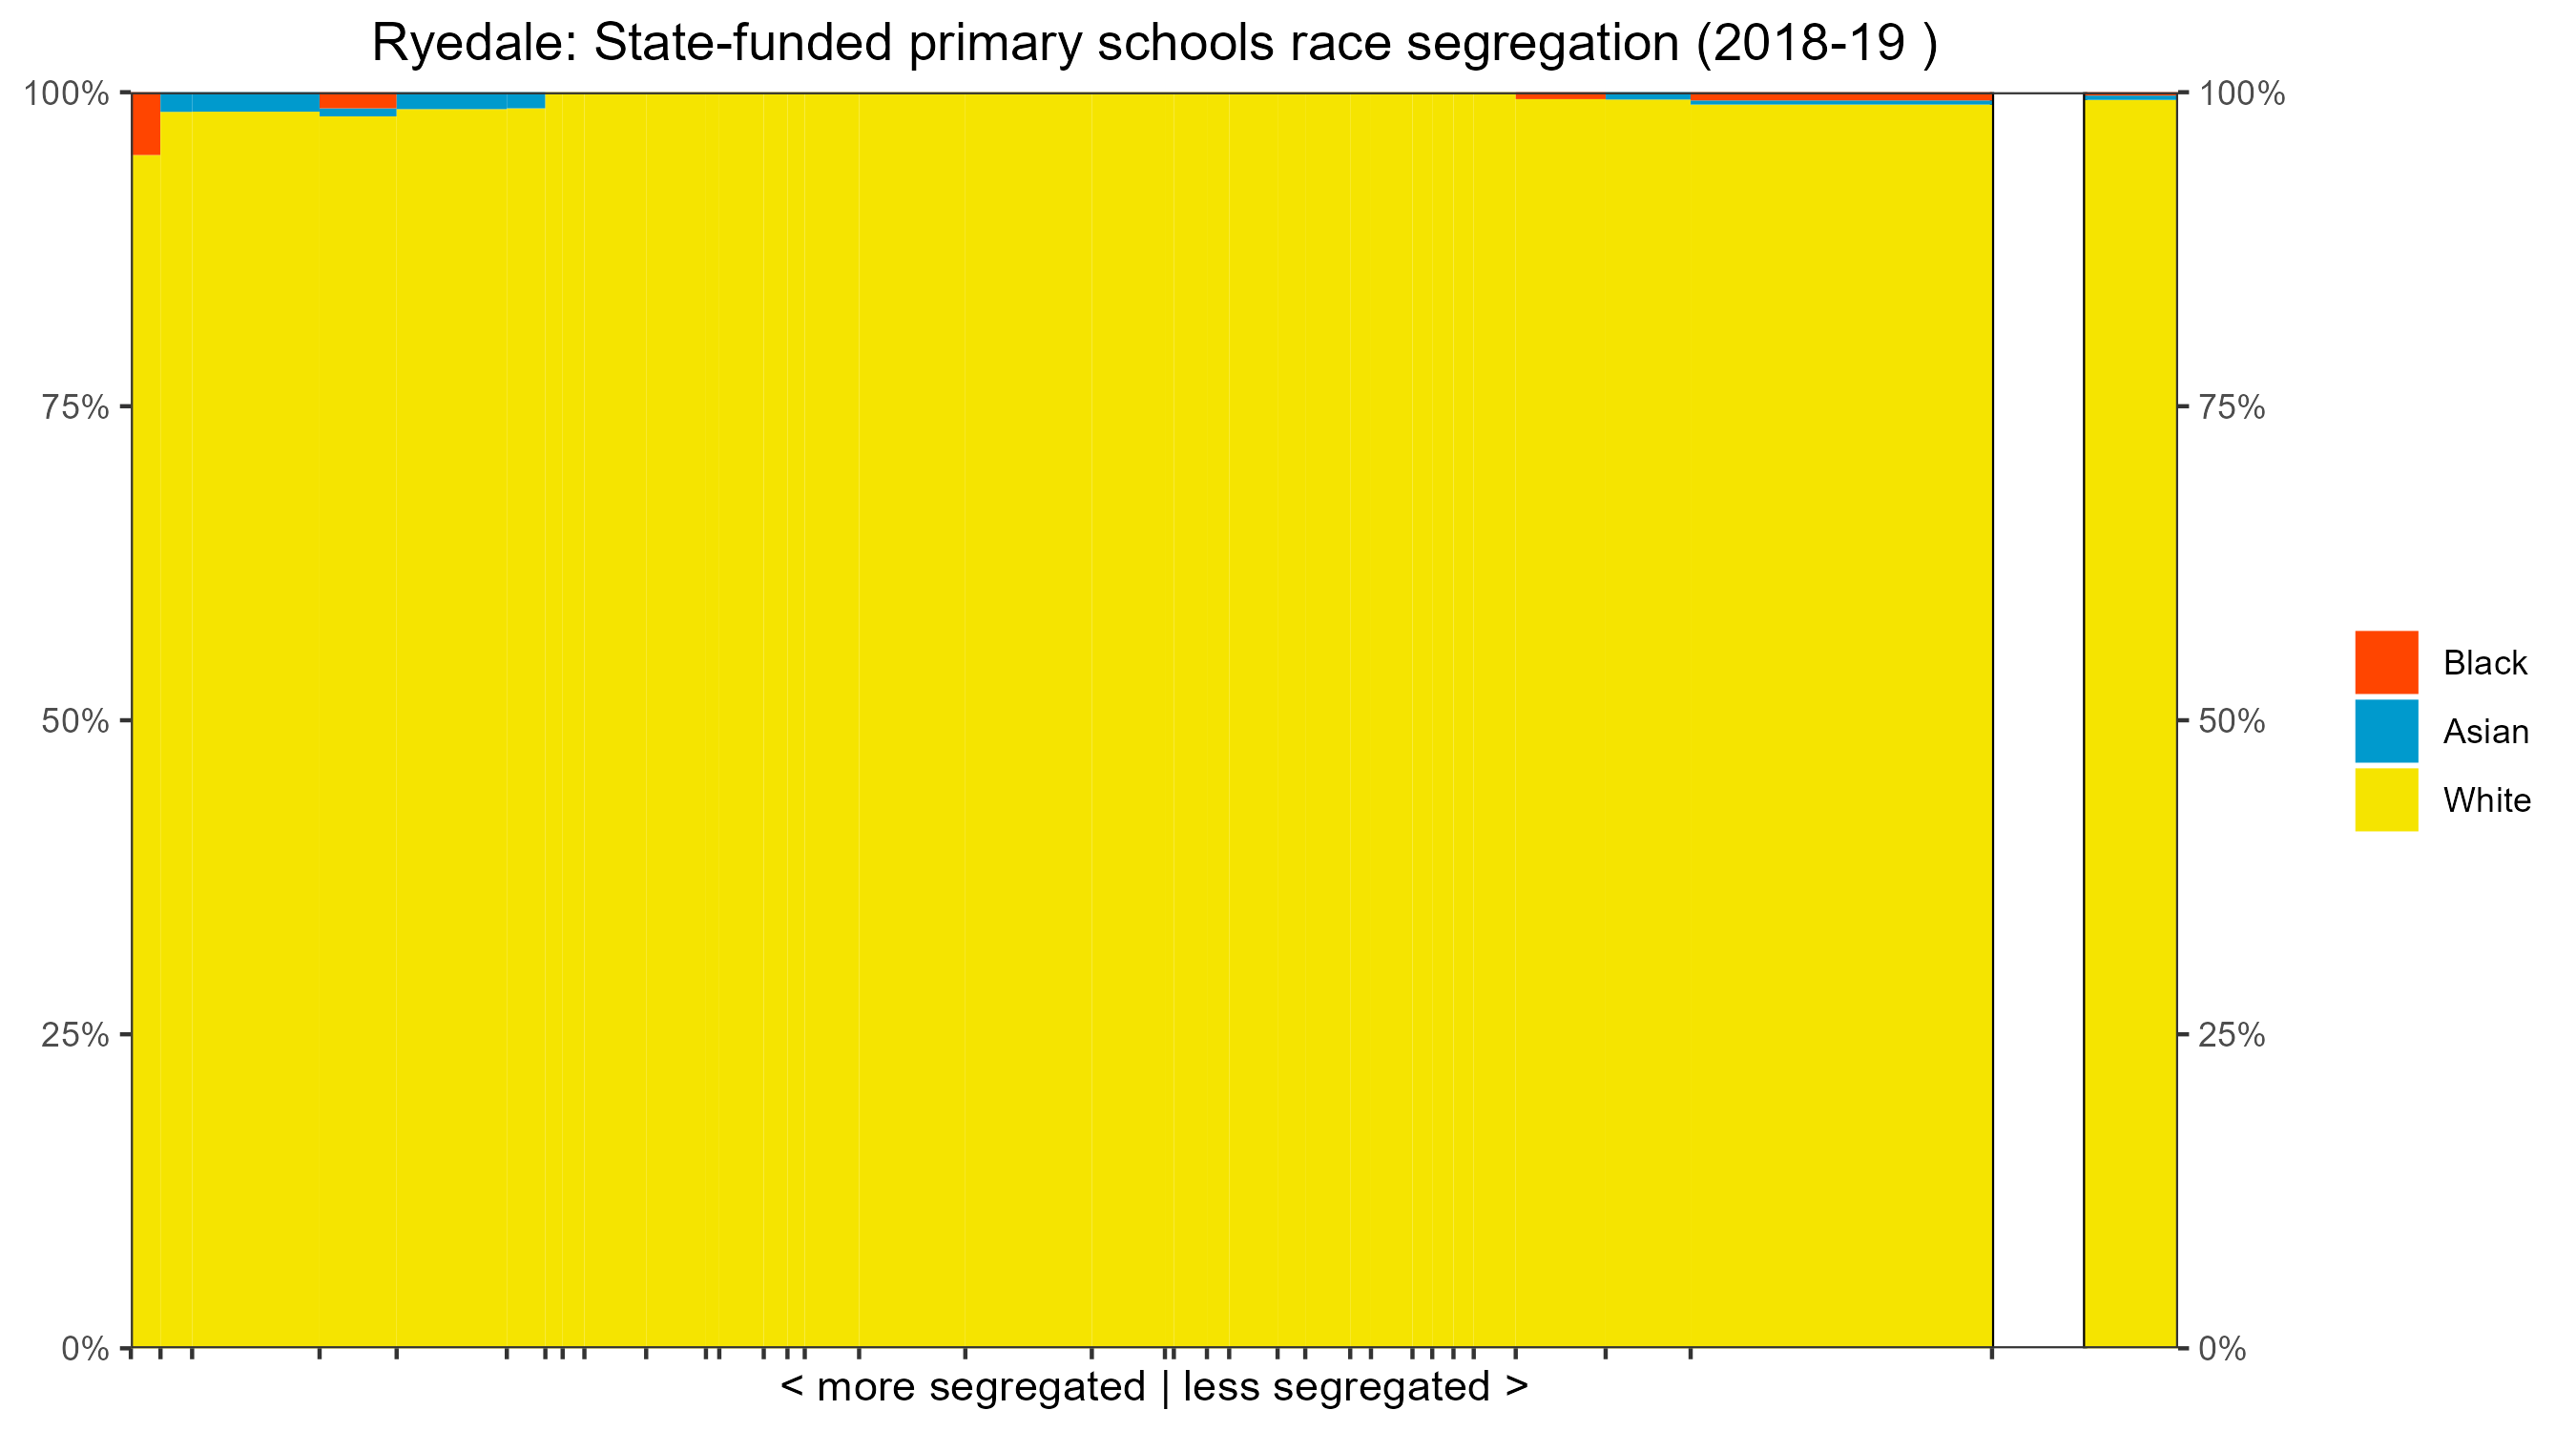 Ryedale: State-funded primary schools race segregation (2018-19 )
100%
75%
50%
25%
0%
100%
75%
50%
25%
0%
Black
Asian
White
< more segregated | less segregated >